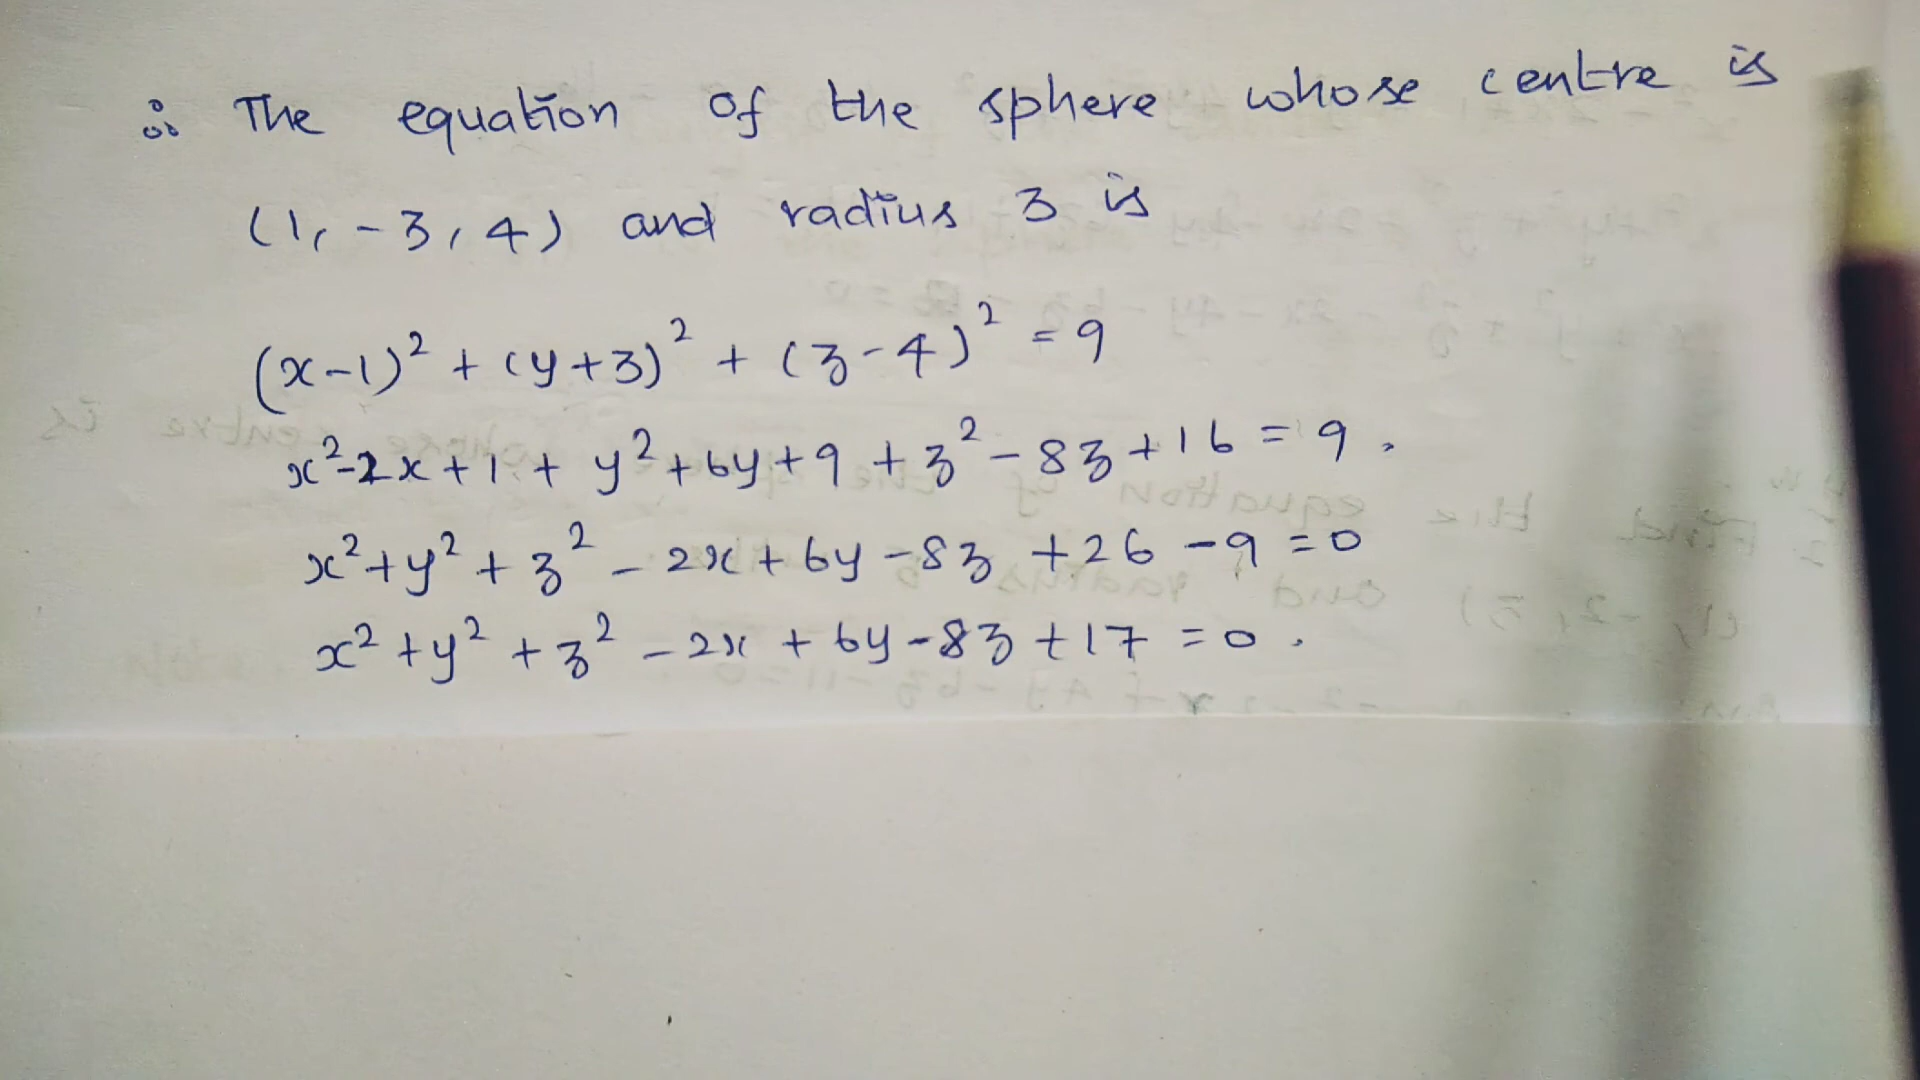 ∴ The equation of the sphere whose centre is
(1, -3, 4) and radius 3 is
(x-1)² + (y+3)² + (z-4)² = 9
x²-2x+1 + y²+6y+9 + z²-8z+16 = 9.
x²+y²+z² - 2x+6y-8z +26 -9=0
x²+y²+z² - 2x + 6y-8z+17 =0.